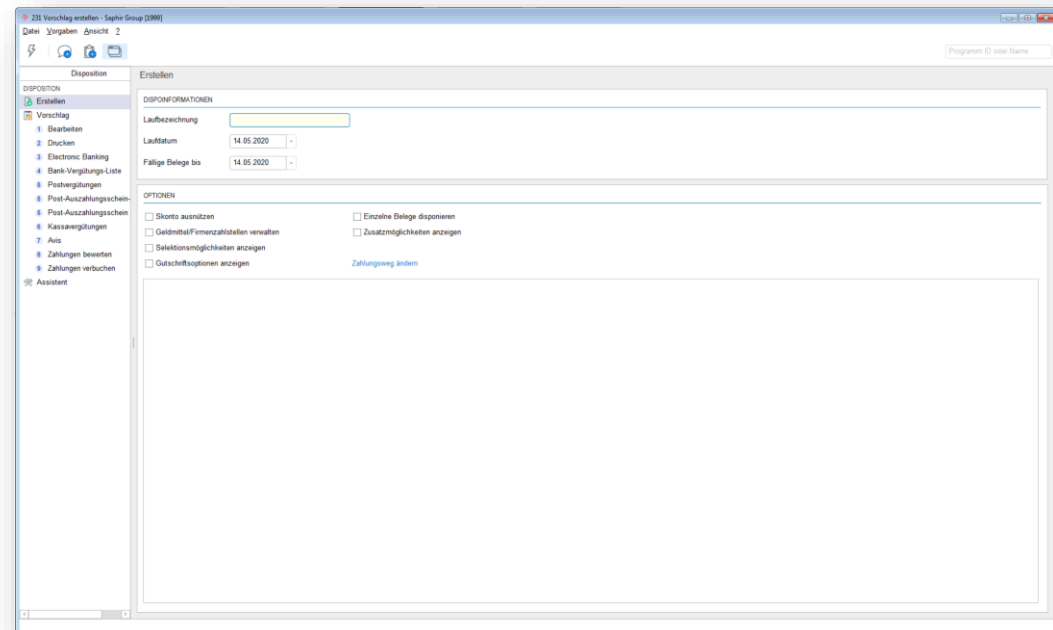 231 Vorschlag erstellen - Saphir Group [1999]
Datei Vorgaben Ansicht ?
Programm ID oder Name
Disposition
DISPOSITION
Erstellen
Vorschlag
1 Bearbeiten
2 Drucken
3 Electronic Banking
4 Bank-Vergütungs-Liste
5 Postvergütungen
5 Post-Auszahlungsschein-
5 Post-Auszahlungsschein
6 Kassavergütungen
7 Avis
8 Zahlungen bewerten
9 Zahlungen verbuchen
Assistent
Erstellen
DISPOINFORMATIONEN
Laufbezeichnung
Laufdatum 14.05.2020
Fällige Belege bis 14.05.2020
OPTIONEN
Skonto ausnützen Einzelne Belege disponieren
Geldmittel/Firmenzahlstellen verwalten Zusatzmöglichkeiten anzeigen
Selektionsmöglichkeiten anzeigen
Gutschriftsoptionen anzeigen Zahlungsweg ändern